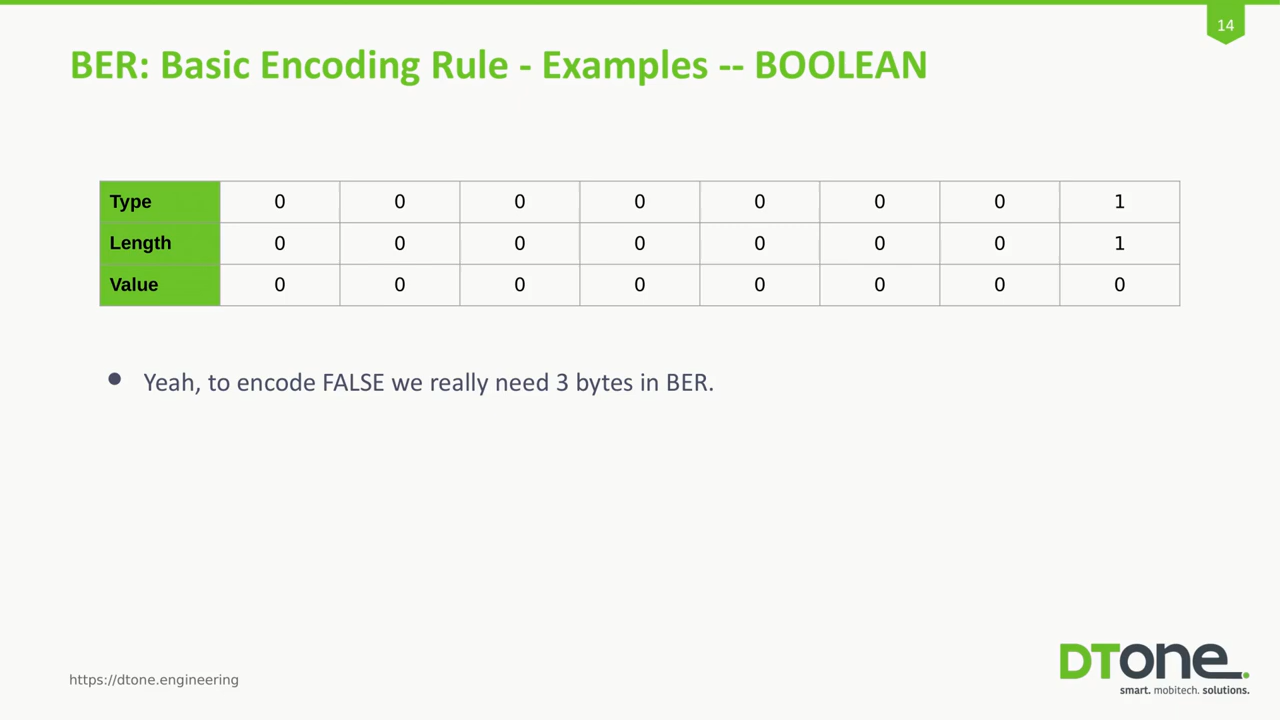 14
BER: Basic Encoding Rule - Examples -- BOOLEAN
Type 0 0 0 0 0 0 0 1
Length 0 0 0 0 0 0 0 1
Value 0 0 0 0 0 0 0 0
Yeah, to encode FALSE we really need 3 bytes in BER.
https://dtone.engineering
DTone.
smart. mobitech. solutions.